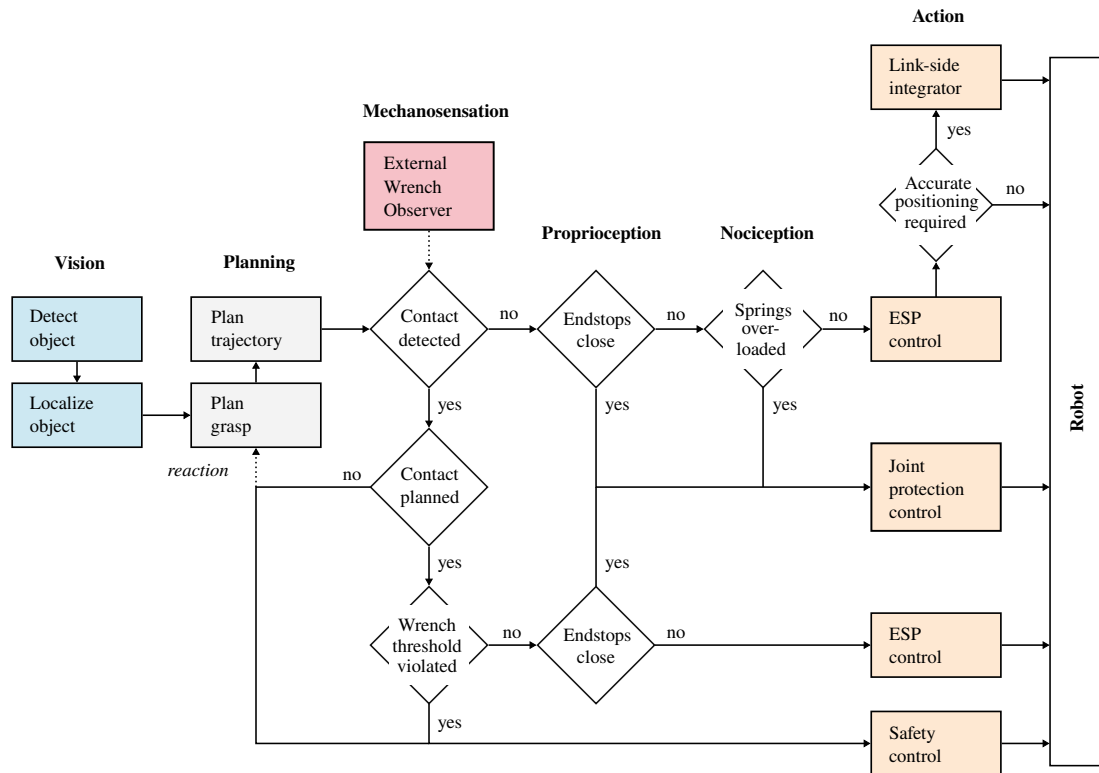 Action
Link-side
integrator
Mechanosensation
yes
External
Wrench
Observer
Accurate
positioning
required
no
Proprioception
Nociception
Vision
Planning
Detect
object
Plan
trajectory
Contact
detected
no
Endstops
close
no
Springs
over-
loaded
no
ESP
control
Localize
object
Plan
grasp
yes
yes
yes
Robot
reaction
no
Contact
planned
Joint
protection
control
yes
yes
Wrench
threshold
violated
no
Endstops
close
no
ESP
control
yes
Safety
control